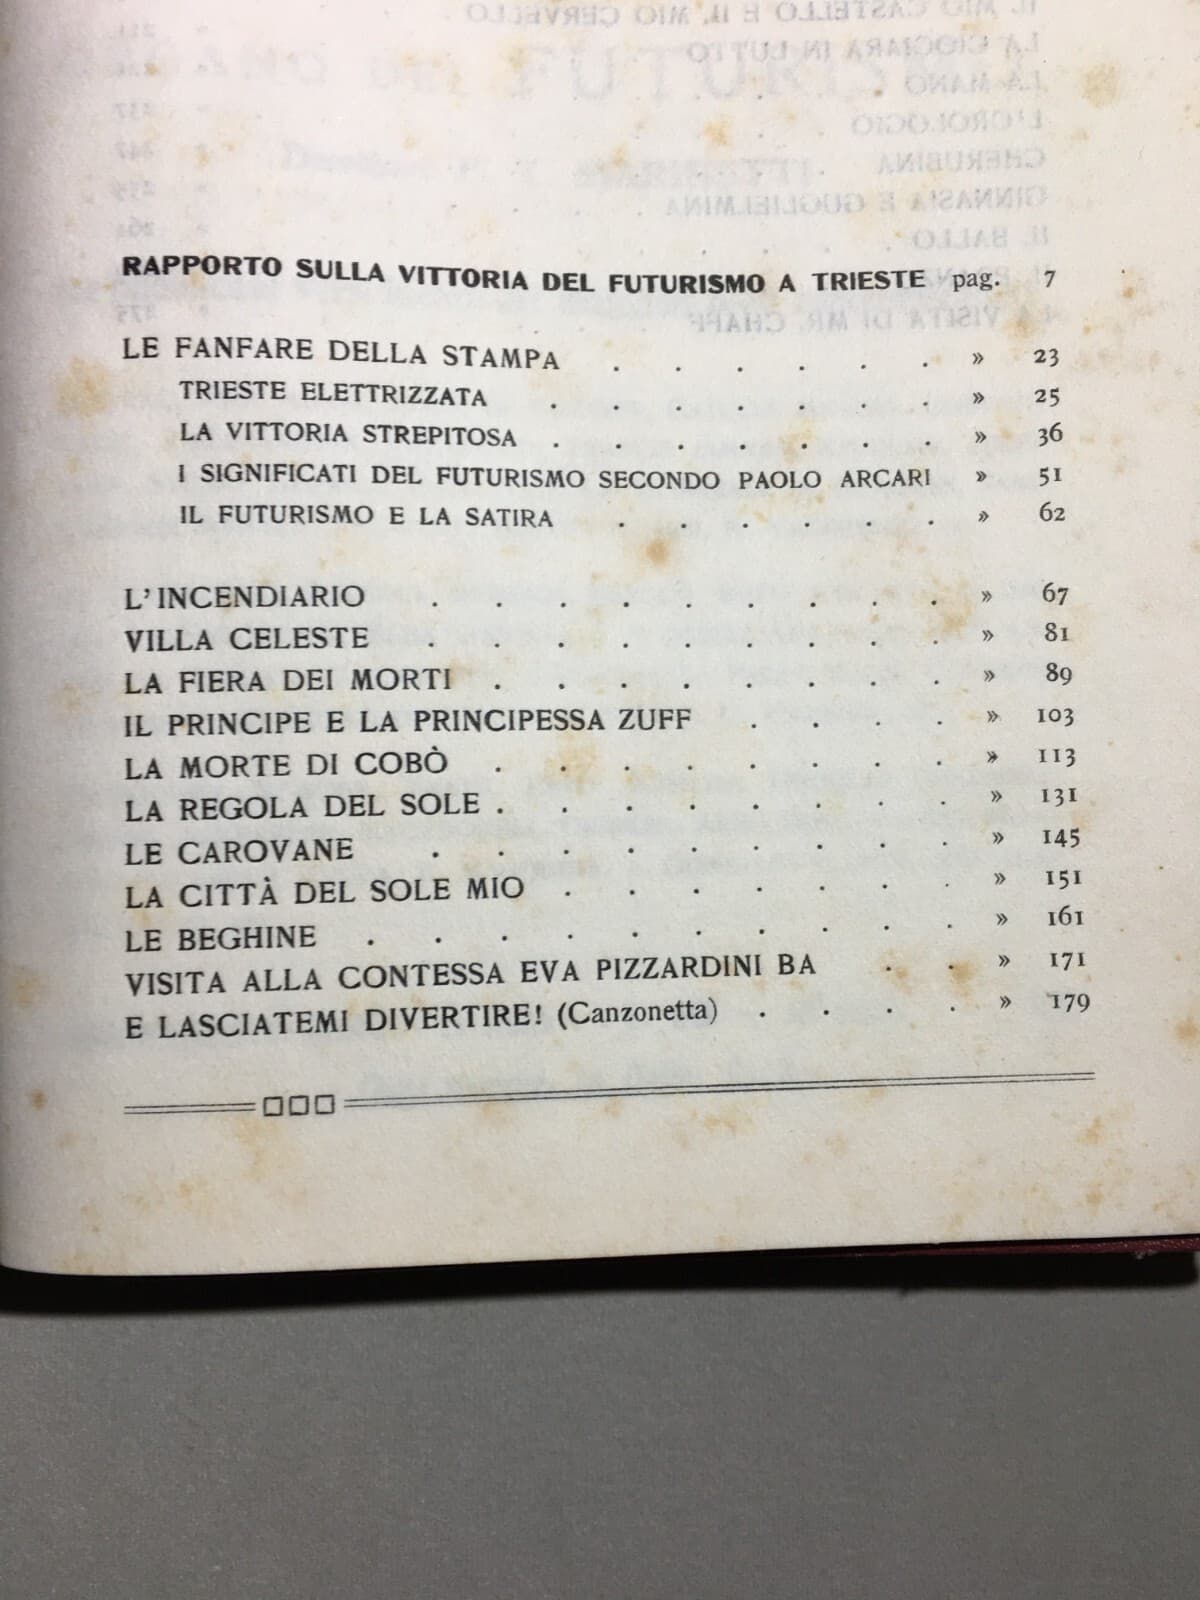 RAPPORTO SULLA VITTORIA DEL FUTURISMO A TRIESTE pag. 7
LE FANFARE DELLA STAMPA . . . . . . » 23
TRIESTE ELETTRIZZATA . . . . . . . » 25
LA VITTORIA STREPITOSA . . . . . . . » 36
I SIGNIFICATI DEL FUTURISMO SECONDO PAOLO ARCARI » 51
IL FUTURISMO E LA SATIRA . . . . . . » 62
L'INCENDIARIO . . . . . . . . . » 67
VILLA CELESTE . . . . . . . . . » 81
LA FIERA DEI MORTI . . . . . . . . » 89
IL PRINCIPE E LA PRINCIPESSA ZUFF . . . . » 103
LA MORTE DI COBÒ . . . . . . . . » 113
LA REGOLA DEL SOLE . . . . . . . . » 131
LE CAROVANE . . . . . . . . . » 145
LA CITTÀ DEL SOLE MIO . . . . . . . » 151
LE BEGHINE . . . . . . . . . . » 161
VISITA ALLA CONTESSA EVA PIZZARDINI BA . . » 171
E LASCIATEMI DIVERTIRE! (Canzonetta) . . . . » 179